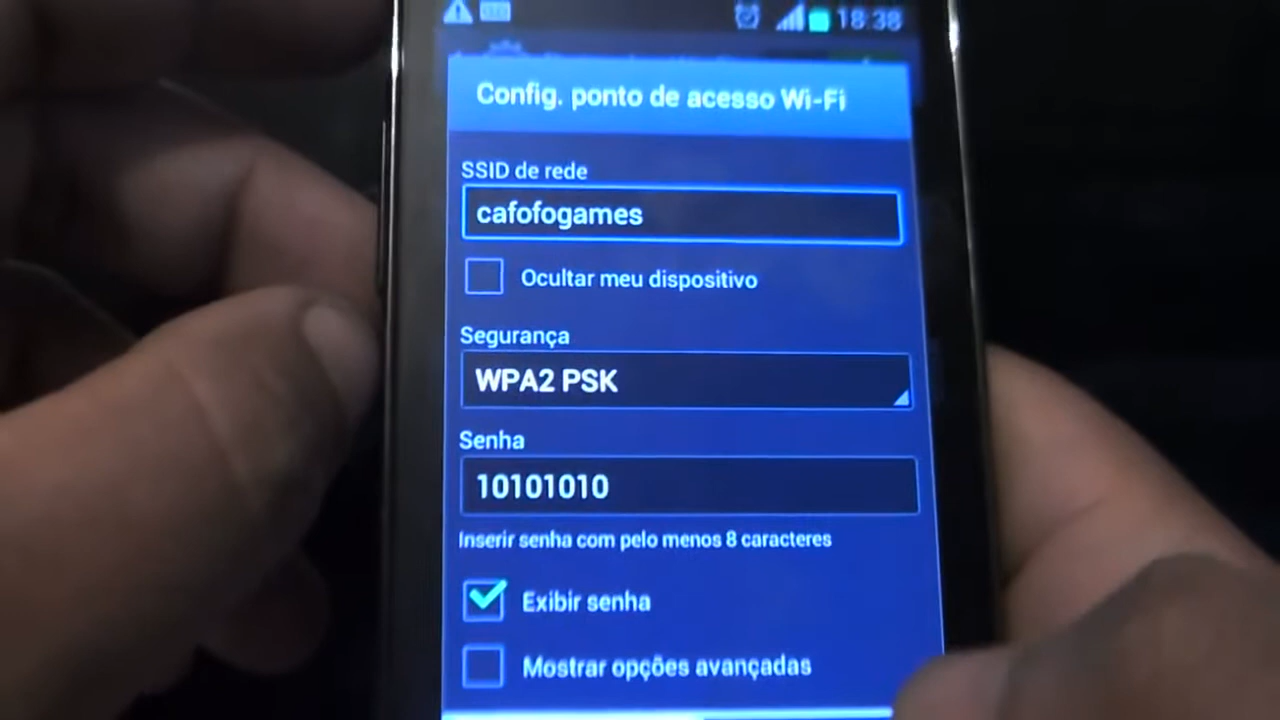 18:38
Config. ponto de acesso Wi-Fi
SSID de rede
cafofogames
Ocultar meu dispositivo
Segurança
WPA2 PSK
Senha
10101010
Inserir senha com pelo menos 8 caracteres
Exibir senha
Mostrar opções avançadas